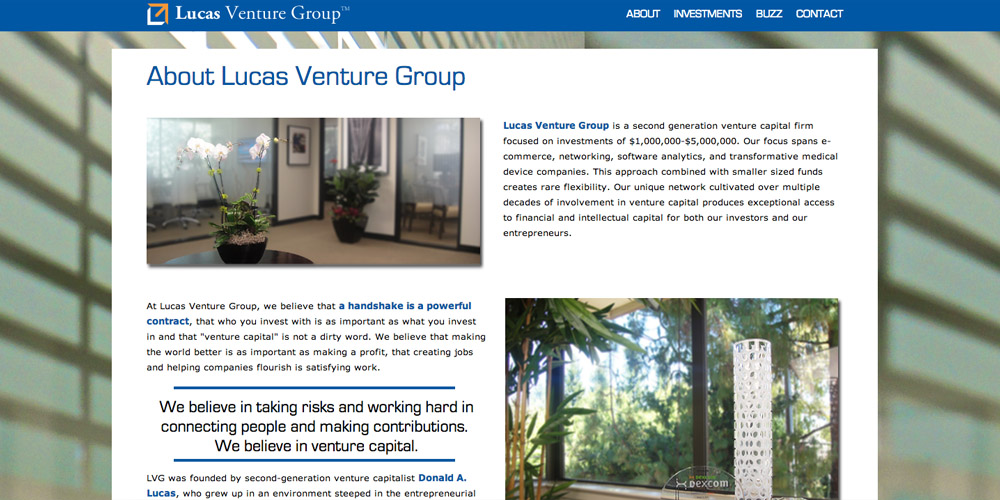 Lucas Venture Group™
ABOUT INVESTMENTS BUZZ CONTACT
About Lucas Venture Group
Lucas Venture Group is a second generation venture capital firm
focused on investments of $1,000,000-$5,000,000. Our focus spans e-
commerce, networking, software analytics, and transformative medical
device companies. This approach combined with smaller sized funds
creates rare flexibility. Our unique network cultivated over multiple
decades of involvement in venture capital produces exceptional access
to financial and intellectual capital for both our investors and our
entrepreneurs.
At Lucas Venture Group, we believe that a handshake is a powerful
contract, that who you invest with is as important as what you invest
in and that "venture capital" is not a dirty word. We believe that making
the world better is as important as making a profit, that creating jobs
and helping companies flourish is satisfying work.
We believe in taking risks and working hard in
connecting people and making contributions.
We believe in venture capital.
LVG was founded by second-generation venture capitalist Donald A.
Lucas, who grew up in an environment steeped in the entrepreneurial
DEXCOM